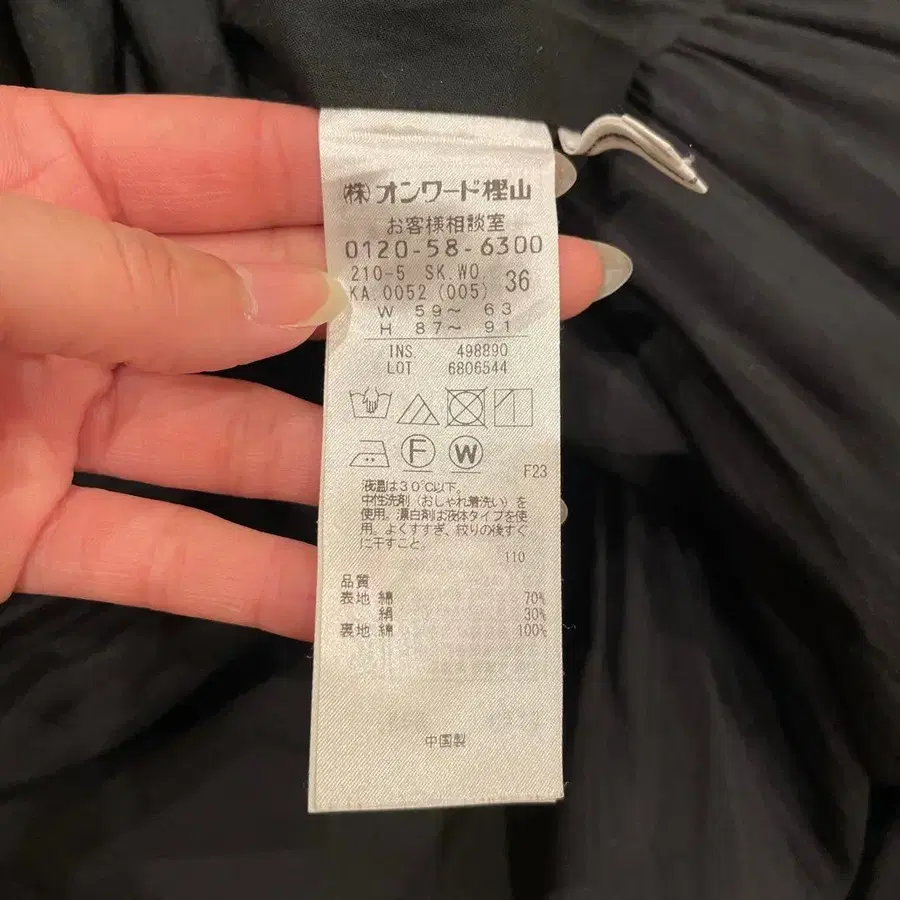 (株)オンワード樫山
お客様相談室
0120-58-6300
210-5 SK.WO
KA.0052 (005) 36
W 59~ 63
H 87~ 91
INS 498890
LOT 6806544
F W
F23
液温は30℃以下、
中性洗剤(おしゃれ着洗い)を
使用。漂白剤は液体タイプを使
用。よくすすぎ、絞りの後すぐ
に干すこと。
110
品質
表地 綿 70%
絹 30%
裏地 綿 100%
中国製